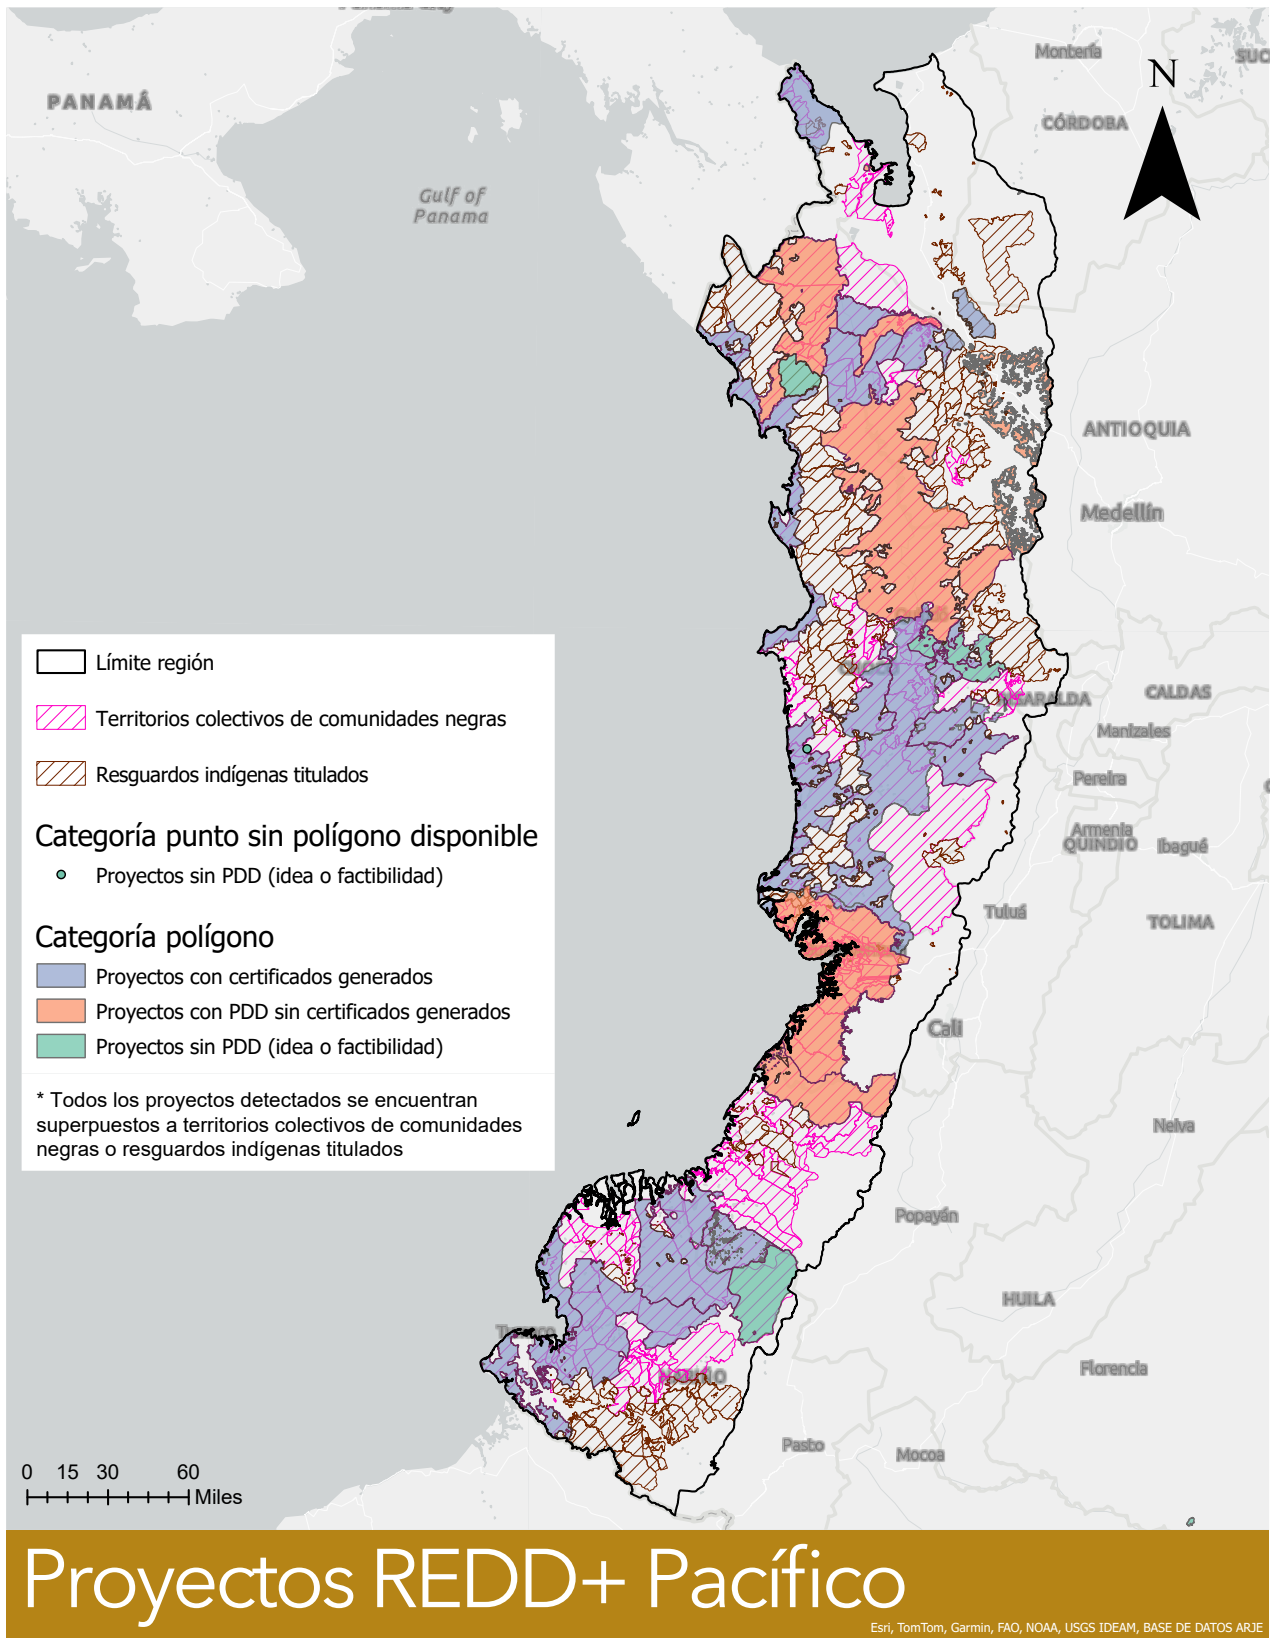 PANAMÁ
Gulf of
Panama
Montería
SUC
N
CÓRDOBA
ANTIOQUIA
Medellín
CALDAS
Manizales
Pereira
Armenia
QUINDÍO
Ibagué
Tuluá
TOLIMA
Cali
Neiva
Popayán
HUILA
Florencia
Pasto
Mocoa
Límite región
Territorios colectivos de comunidades negras
Resguardos indígenas titulados
Categoría punto sin polígono disponible
Proyectos sin PDD (idea o factibilidad)
Categoría polígono
Proyectos con certificados generados
Proyectos con PDD sin certificados generados
Proyectos sin PDD (idea o factibilidad)
* Todos los proyectos detectados se encuentran
superpuestos a territorios colectivos de comunidades
negras o resguardos indígenas titulados
0 15 30 60
Miles
Proyectos REDD+ Pacífico
Esri, TomTom, Garmin, FAO, NOAA, USGS IDEAM, BASE DE DATOS ARJE